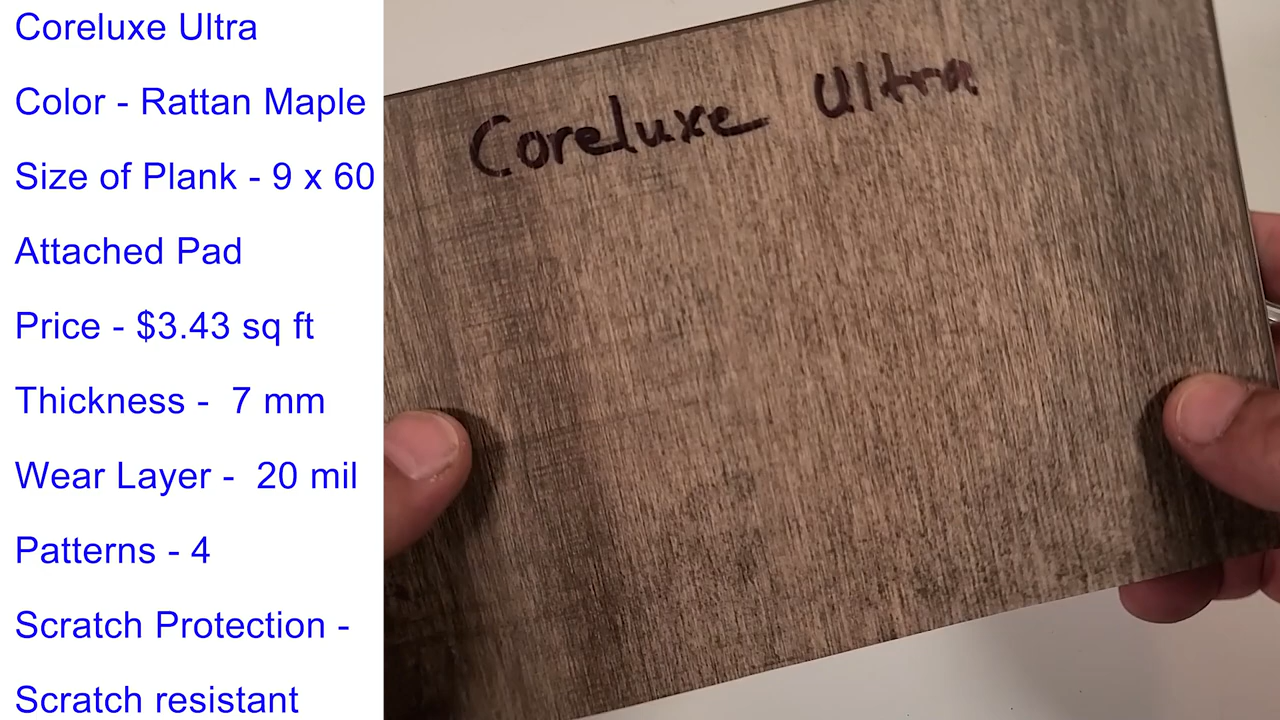 Coreluxe Ultra
Color - Rattan Maple
Size of Plank - 9 x 60
Attached Pad
Price - $3.43 sq ft
Thickness -  7 mm
Wear Layer -  20 mil
Patterns - 4
Scratch Protection -
Scratch resistant
Coreluxe Ultra